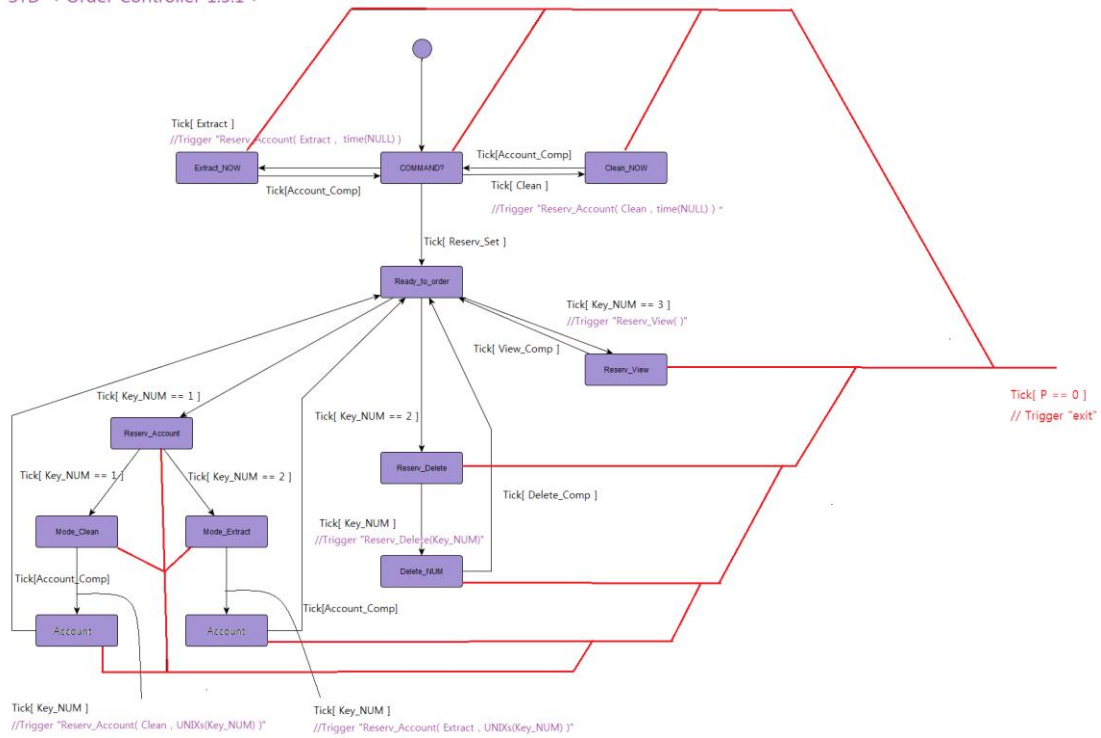 STD < Order Controller 1.3.1 >
Tick[ Extract ]
//Trigger "Reserv_Account( Extract , time(NULL) )
Extract_NOW
COMMAND?
Clean_NOW
Tick[Account_Comp]
Tick[Account_Comp]
Tick[ Clean ]
//Trigger "Reserv_Account( Clean , time(NULL) ) "
Tick[ Reserv_Set ]
Ready_to_order
Tick[ Key_NUM == 3 ]
//Trigger "Reserv_View( )"
Tick[ View_Comp ]
Reserv_View
Tick[ P == 0 ]
// Trigger "exit"
Tick[ Key_NUM == 1 ]
Tick[ Key_NUM == 2 ]
Reserv_Account
Reserv_Delete
Tick[ Key_NUM == 1 ]
Tick[ Key_NUM == 2 ]
Tick[ Delete_Comp ]
Mode_Clean
Mode_Extract
Tick[ Key_NUM ]
//Trigger "Reserv_Delete(Key_NUM)"
Delete_NUM
Tick[Account_Comp]
Tick[Account_Comp]
Account
Account
Tick[ Key_NUM ]
//Trigger "Reserv_Account( Clean , UNIXs(Key_NUM) )"
Tick[ Key_NUM ]
//Trigger "Reserv_Account( Extract , UNIXs(Key_NUM) )"